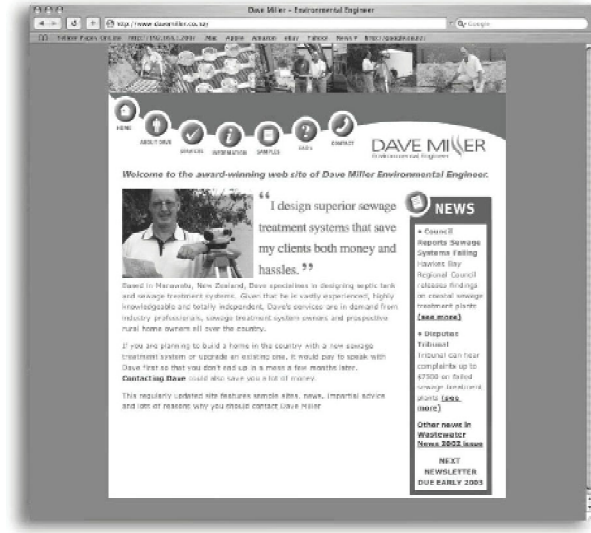 Dave Miller – Environmental Engineer
http://www.davemiller.co.nz/
Google
Mac Apple Amazon eBay Yahoo! News
HOME
ABOUT DAVE
SERVICES
INFORMATION
SAMPLES
FAQS
CONTACT
DAVE MILLER
Environmental Engineer
Welcome to the award-winning web site of Dave Miller Environmental Engineer.
“I design superior sewage
treatment systems that save
my clients both money and
hassles.”
Based in Manawatu, New Zealand, Dave specialises in designing septic tank
and sewage treatment systems. Given that he is vastly experienced, highly
knowledgeable and totally independent, Dave's services are in demand from
industry professionals, sewage treatment system owners and prospective
rural home owners all over the country.
If you are planning to build a home in the country with a new sewage
treatment system or upgrade an existing one, it would pay to speak with
Dave first so that you don't end up in a mess a few months later.
Contacting Dave could also save you a lot of money.
This regularly updated site features sample sites, news, impartial advice
and lots of reasons why you should contact Dave Miller
NEWS
• Council
Reports Sewage
Systems Failing
Hawkes Bay
Regional Council
release findings
on coastal sewage
treatment plants
(see more)
• Disputes
Tribunal
Tribunal can hear
complaints up to
on failed
sewage treatment
plants (see
more)
Other news in
Wastewater
News 2002 issue
NEXT
NEWSLETTER
DUE EARLY 2003